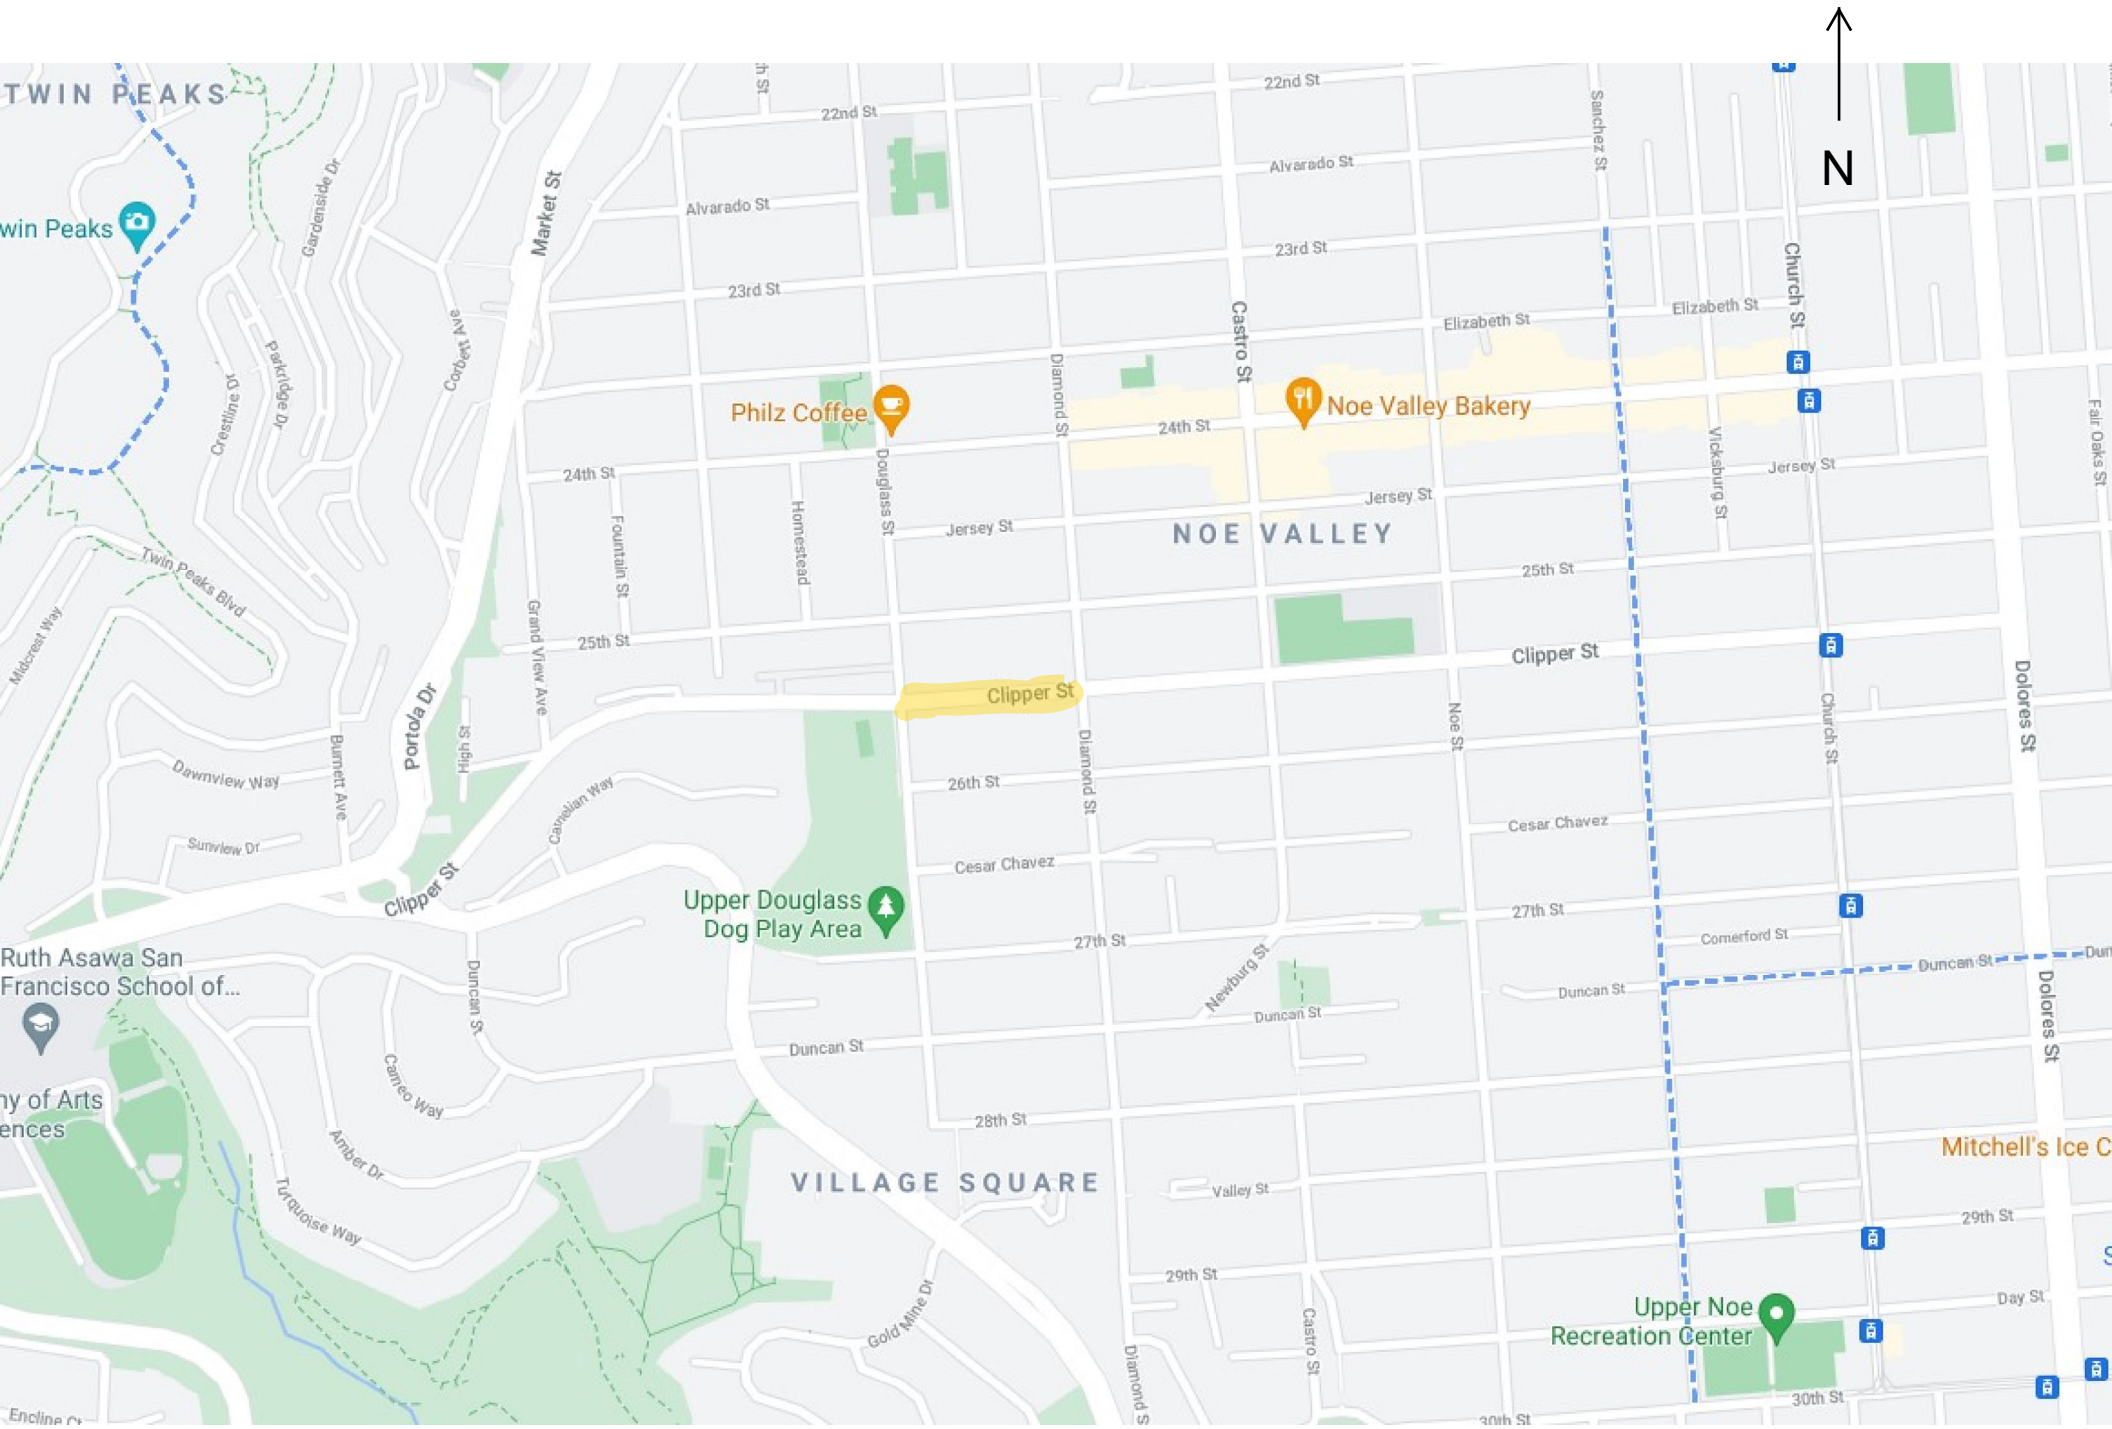 N
TWIN PEAKS
22nd St
22nd St
Sanchez St
Alvarado St
Alvarado St
Gardenside Dr
Market St
win Peaks
23rd St
23rd St
Church St
Elizabeth St
Elizabeth St
Castro St
Corbett Ave
Parkridge Dr
Crestline Dr
Diamond St
Philz Coffee
Noe Valley Bakery
24th St
24th St
Vicksburg St
Fair Oaks St
Jersey St
Jersey St
Jersey St
Douglass St
Homestead
Fountain St
NOE VALLEY
Twin Peaks Blvd
25th St
25th St
Midcrest Way
Grand View Ave
Clipper St
Clipper St
Portola Dr
High St
Dolores St
Noe St
Church St
Diamond St
Burnett Ave
Dawnview Way
26th St
Carnelian Way
Cesar Chavez
Cesar Chavez
Sunview Dr
Clipper St
Upper Douglass
Dog Play Area
27th St
27th St
Comerford St
Newburg St
Duncan St
Dun
Ruth Asawa San
Francisco School of...
Duncan St
Duncan St
Duncan St
Duncan St
Dolores St
Cameo Way
ny of Arts
ences
28th St
Amber Dr
Mitchell's Ice C
VILLAGE SQUARE
Valley St
Turquoise Way
29th St
29th St
S
Gold Mine Dr
Day St
Upper Noe
Recreation Center
Castro St
Diamond S
30th St
30th St
Encline Ct